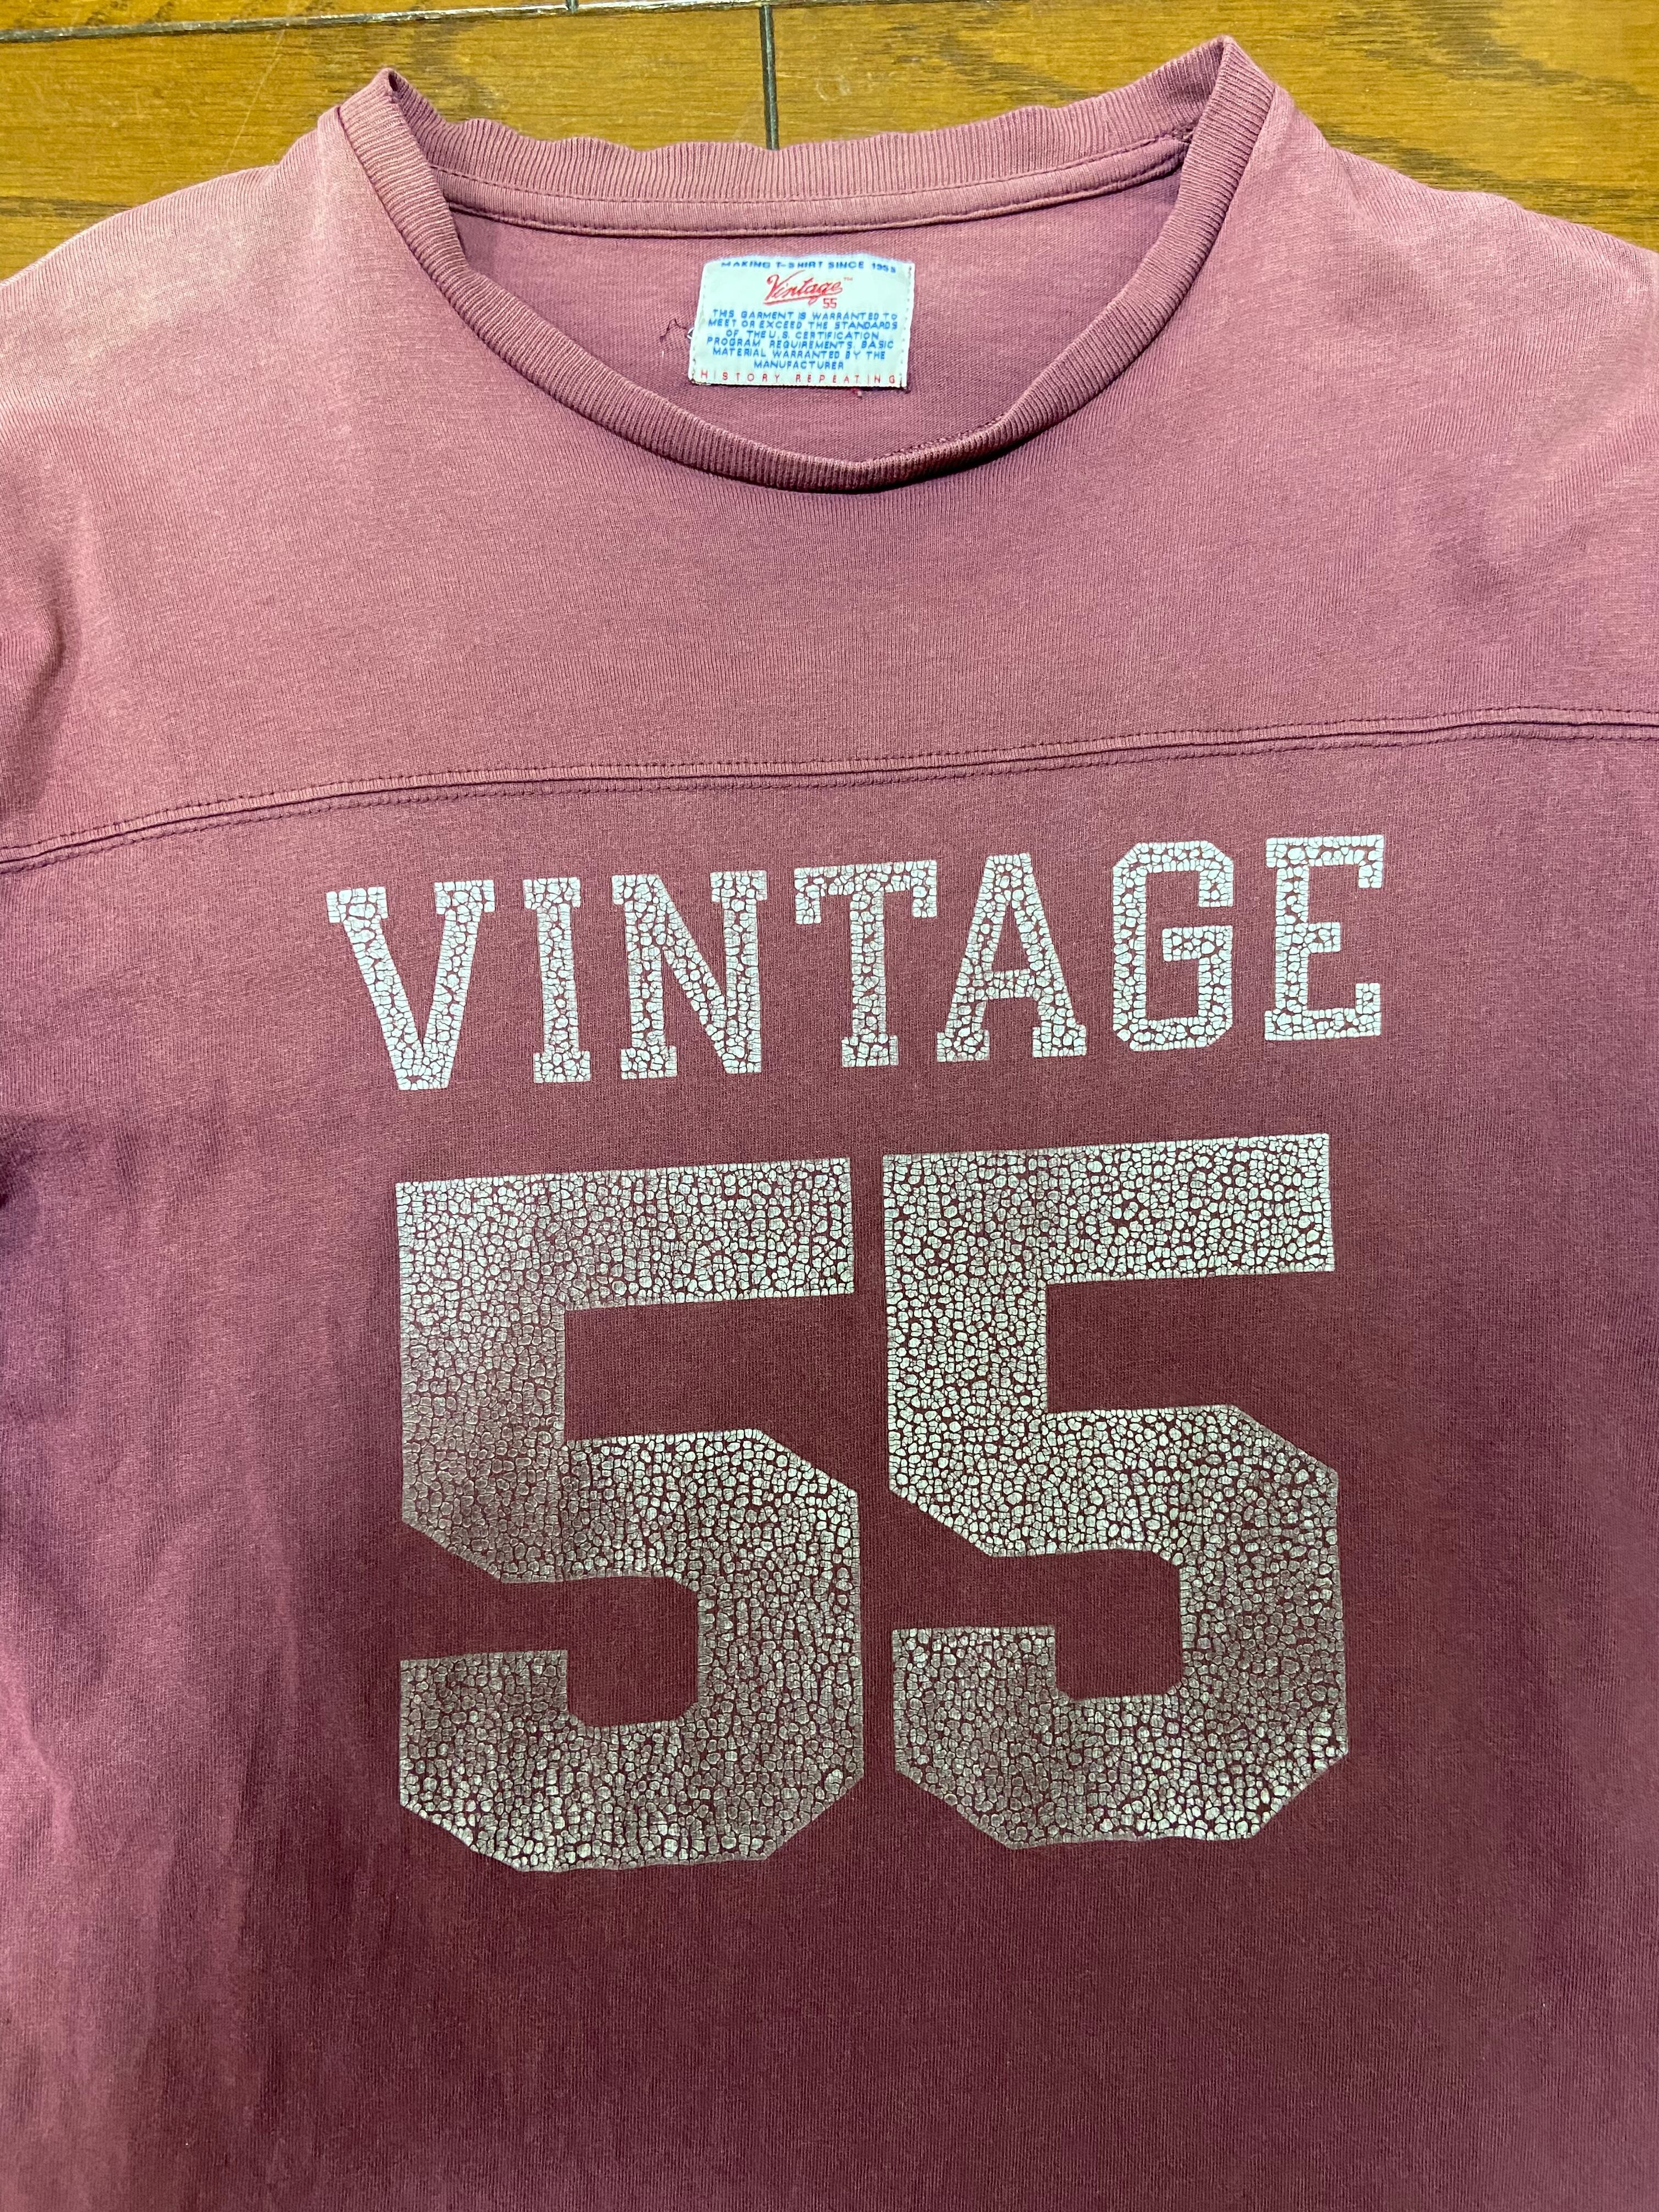 MAKING T-SHIRT SINCE 1955
Vintage™
55
THIS GARMENT IS WARRANTED TO
MEET OR EXCEED THE STANDARDS
OF THE U.S. CERTIFICATION
PROGRAM REQUIREMENTS. BASIC
MATERIAL WARRANTED BY THE
MANUFACTURER
HISTORY REPEATING
VINTAGE
55